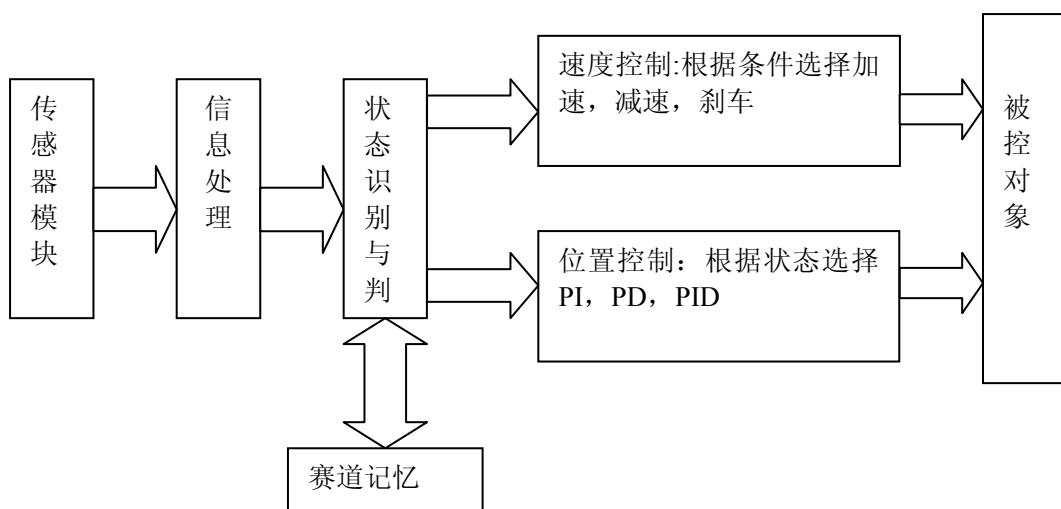 传感器模块
信息处理
状态识别与判
速度控制:根据条件选择加
速，减速，刹车
位置控制：根据状态选择
PI，PD，PID
被控对象
赛道记忆